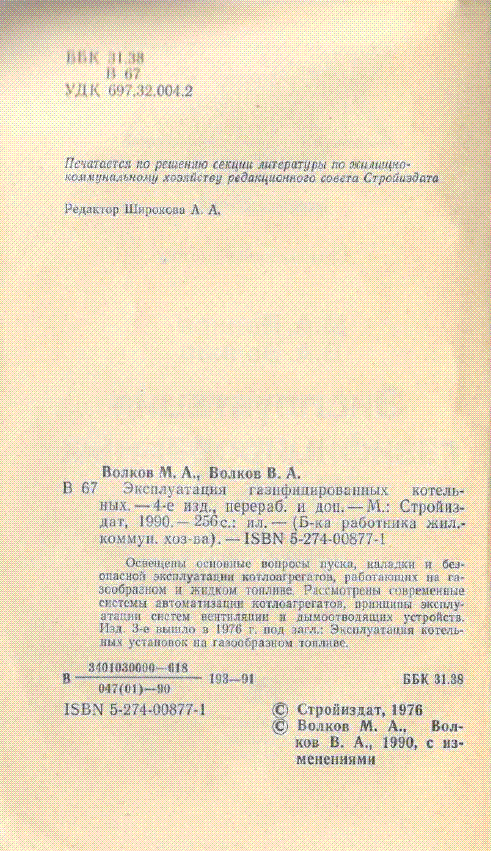 ББК 31.38
В 67
УДК 697.32.004.2
Печатается по решению секции литературы по жилищно-
коммунальному хозяйству редакционного совета Стройиздата
Редактор Широкова А. А.
Волков М. А., Волков В. А.
В 67 Эксплуатация газифицированных котель-
ных. — 4-е изд., перераб. и доп. — М.: Стройиз-
дат, 1990. — 256 с.: ил. — (Б-ка работника жил.-
коммун. хоз-ва). — ISBN 5-274-00877-1
Освещены основные вопросы пуска, наладки и без-
опасной эксплуатации котлоагрегатов, работающих на га-
зообразном и жидком топливе. Рассмотрены современные
системы автоматизации котлоагрегатов, принципы эксплу-
атации систем вентиляции и дымоотводящих устройств.
Изд. 3-е вышло в 1976 г. под загл.: Эксплуатация котель-
ных установок на газообразном топливе.
3401030000—618
В 193—91 ББК 31.38
047(01)—90
ISBN 5-274-00877-1 © Стройиздат, 1976
© Волков М. А., Вол-
ков В. А., 1990, с из-
менениями